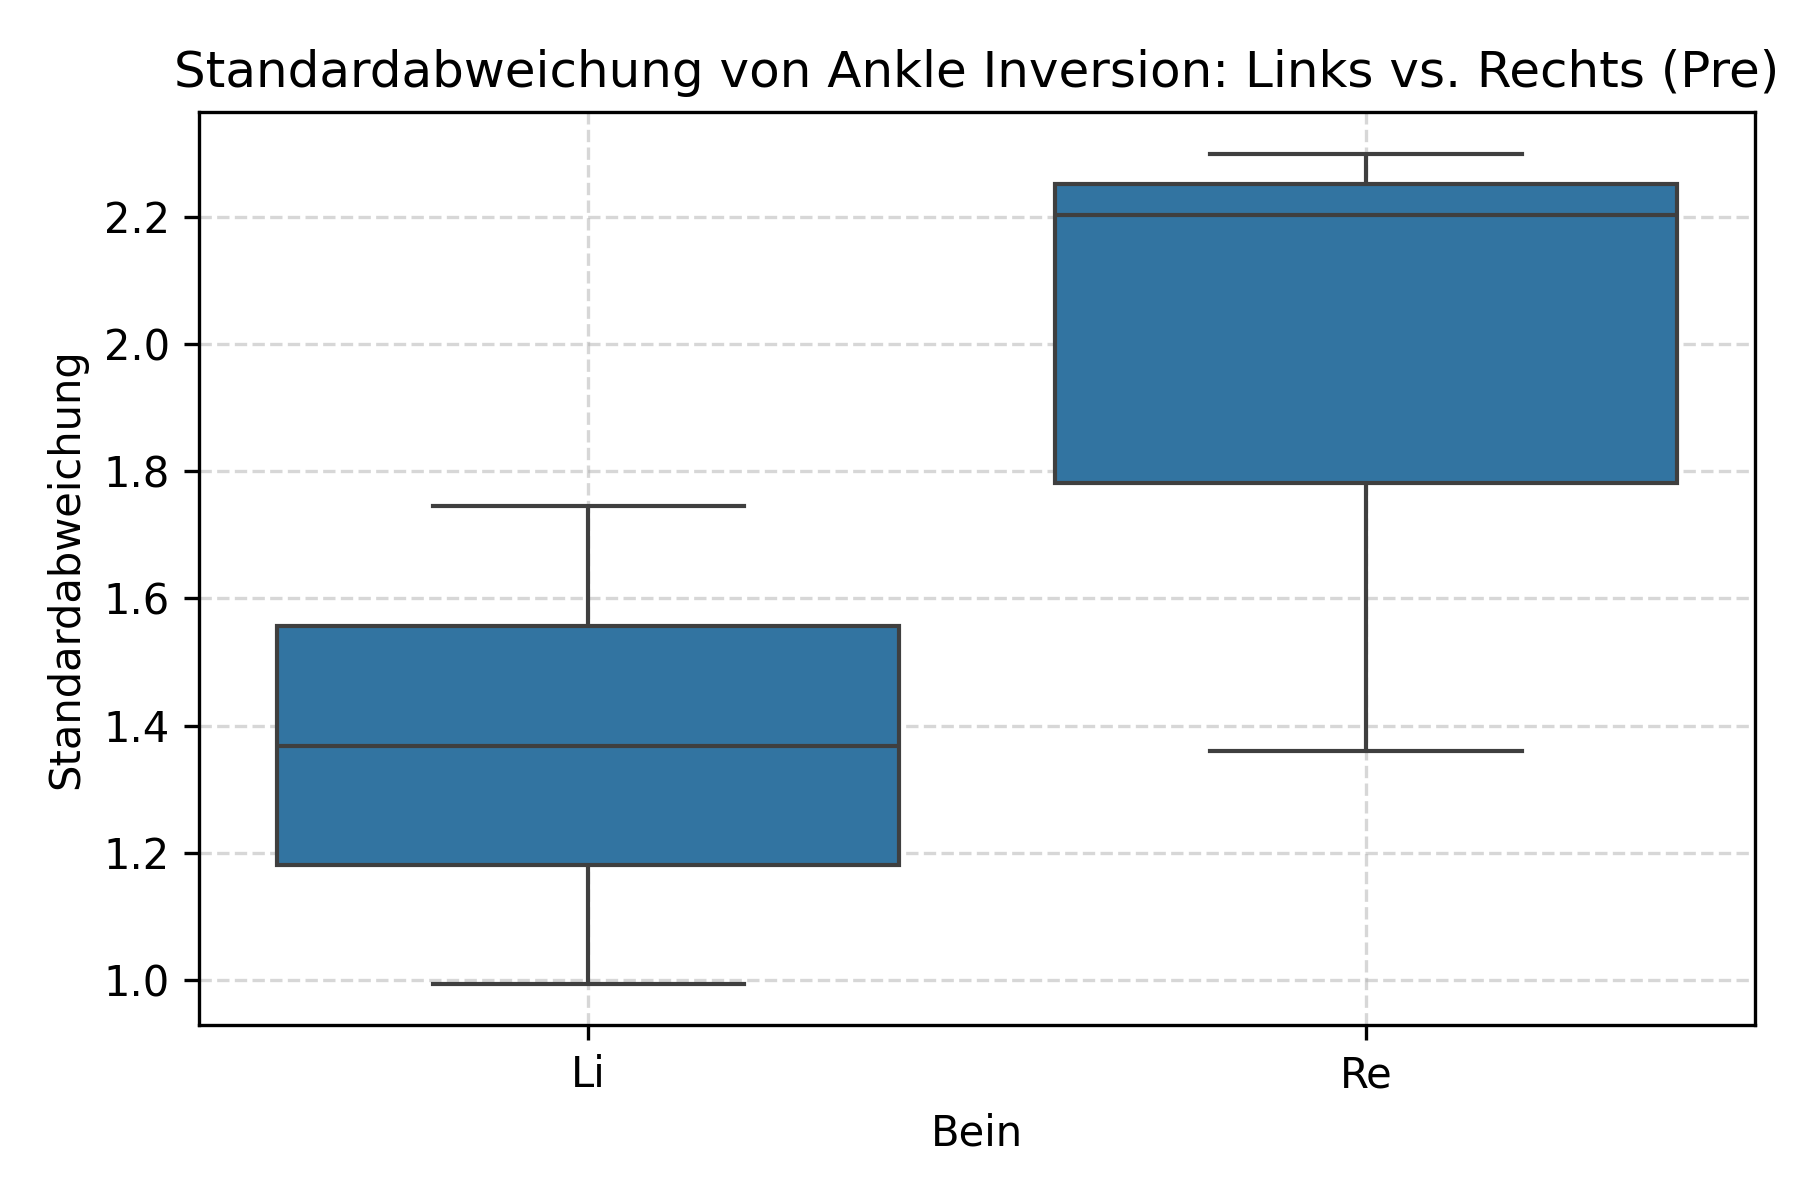 Standardabweichung von Ankle Inversion: Links vs. Rechts (Pre)
Standardabweichung
2.2
2.0
1.8
1.6
1.4
1.2
1.0
Li
Re
Bein